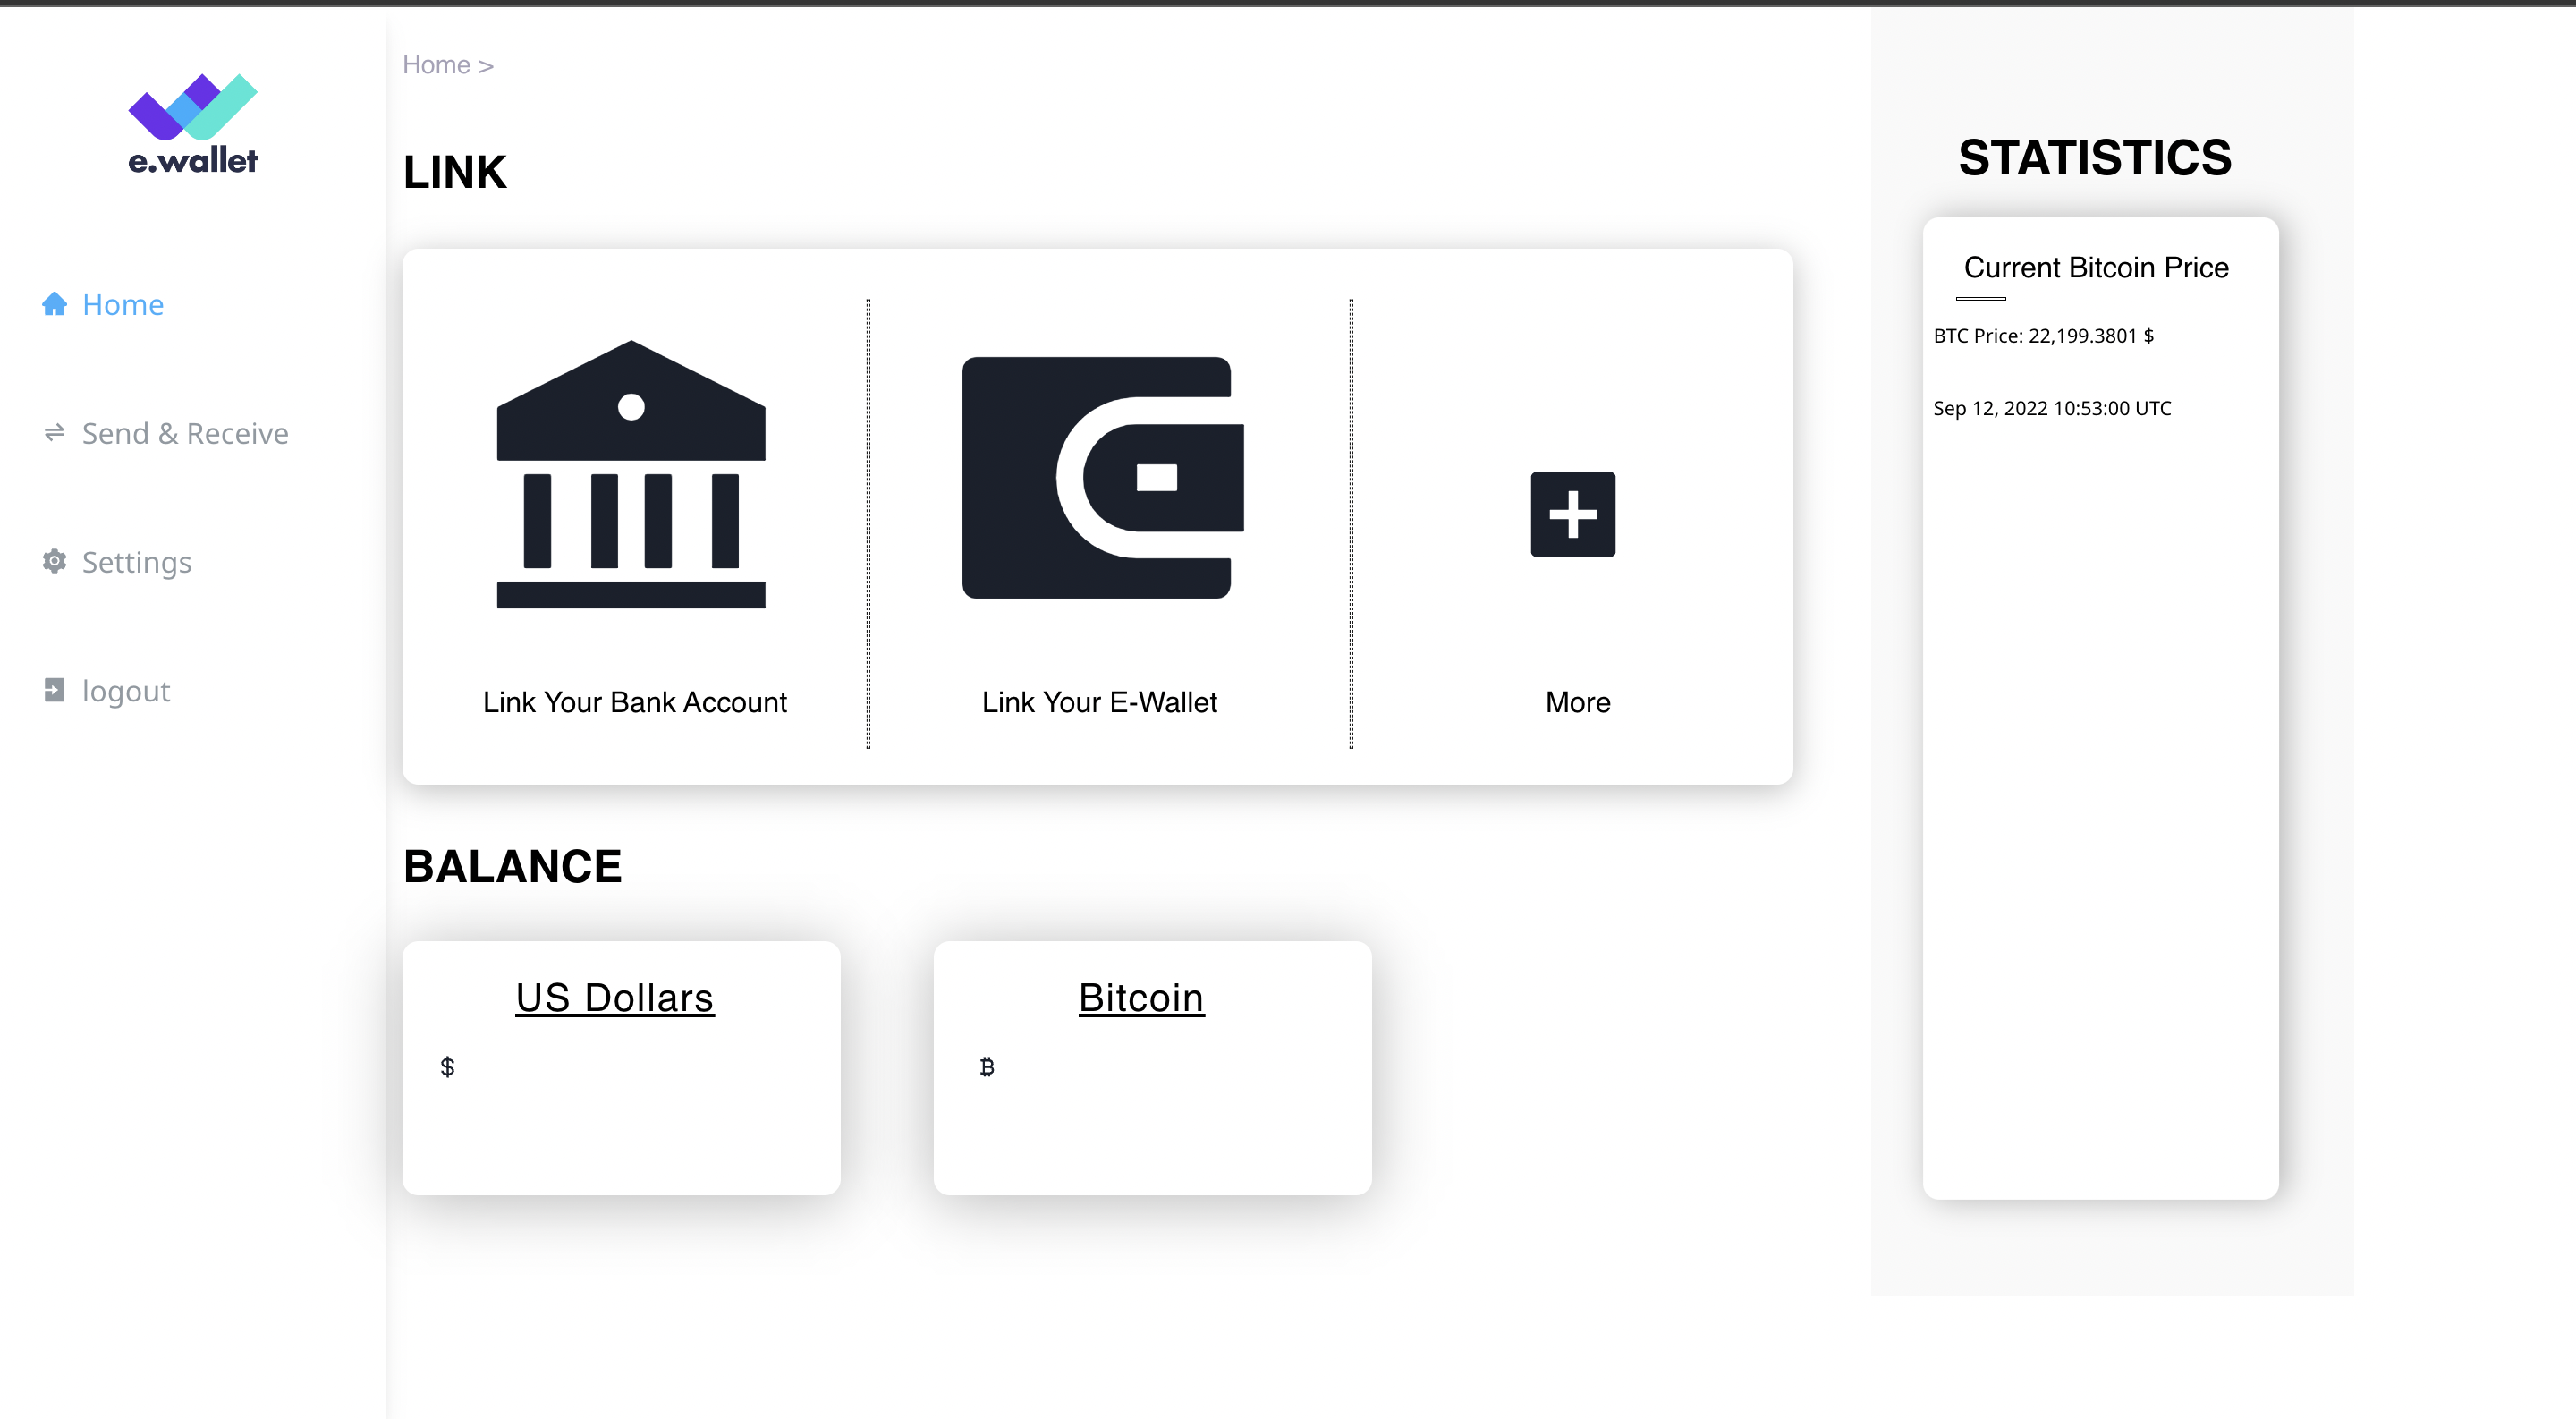 e.wallet
Home
Send & Receive
Settings
logout
Home >
LINK
Link Your Bank Account
Link Your E-Wallet
More
BALANCE
US Dollars
$
Bitcoin
₿
STATISTICS
Current Bitcoin Price
BTC Price: 22,199.3801 $
Sep 12, 2022 10:53:00 UTC